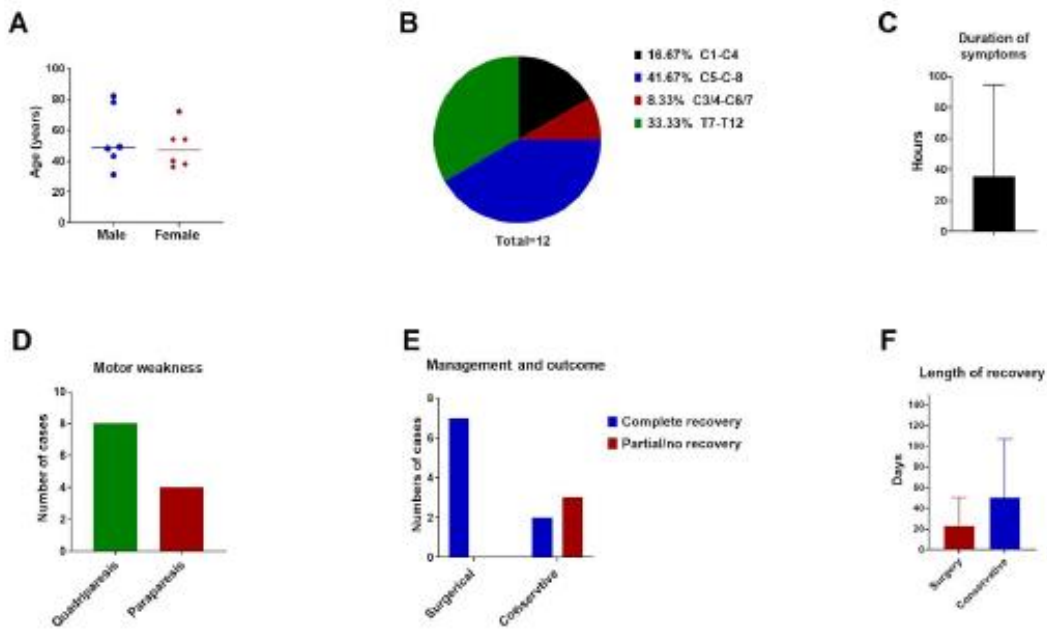 A
100
80
60
40
20
0
Age (years)
Male
Female
B
16.67% C1-C4
41.67% C5-C-8
8.33% C3/4-C6/7
33.33% T7-T12
Total=12
C
Duration of
symptoms
100
80
60
40
20
0
Hours
D
Motor weakness
10
8
6
4
2
0
Number of cases
Quadriparesis
Paraparesis
E
Management and outcome
8
6
4
2
0
Numbers of cases
Surgerical
Conservtive
Complete recovery
Partial/no recovery
F
Length of recovery
140
120
100
80
60
40
20
0
Days
Surgery
Conservative